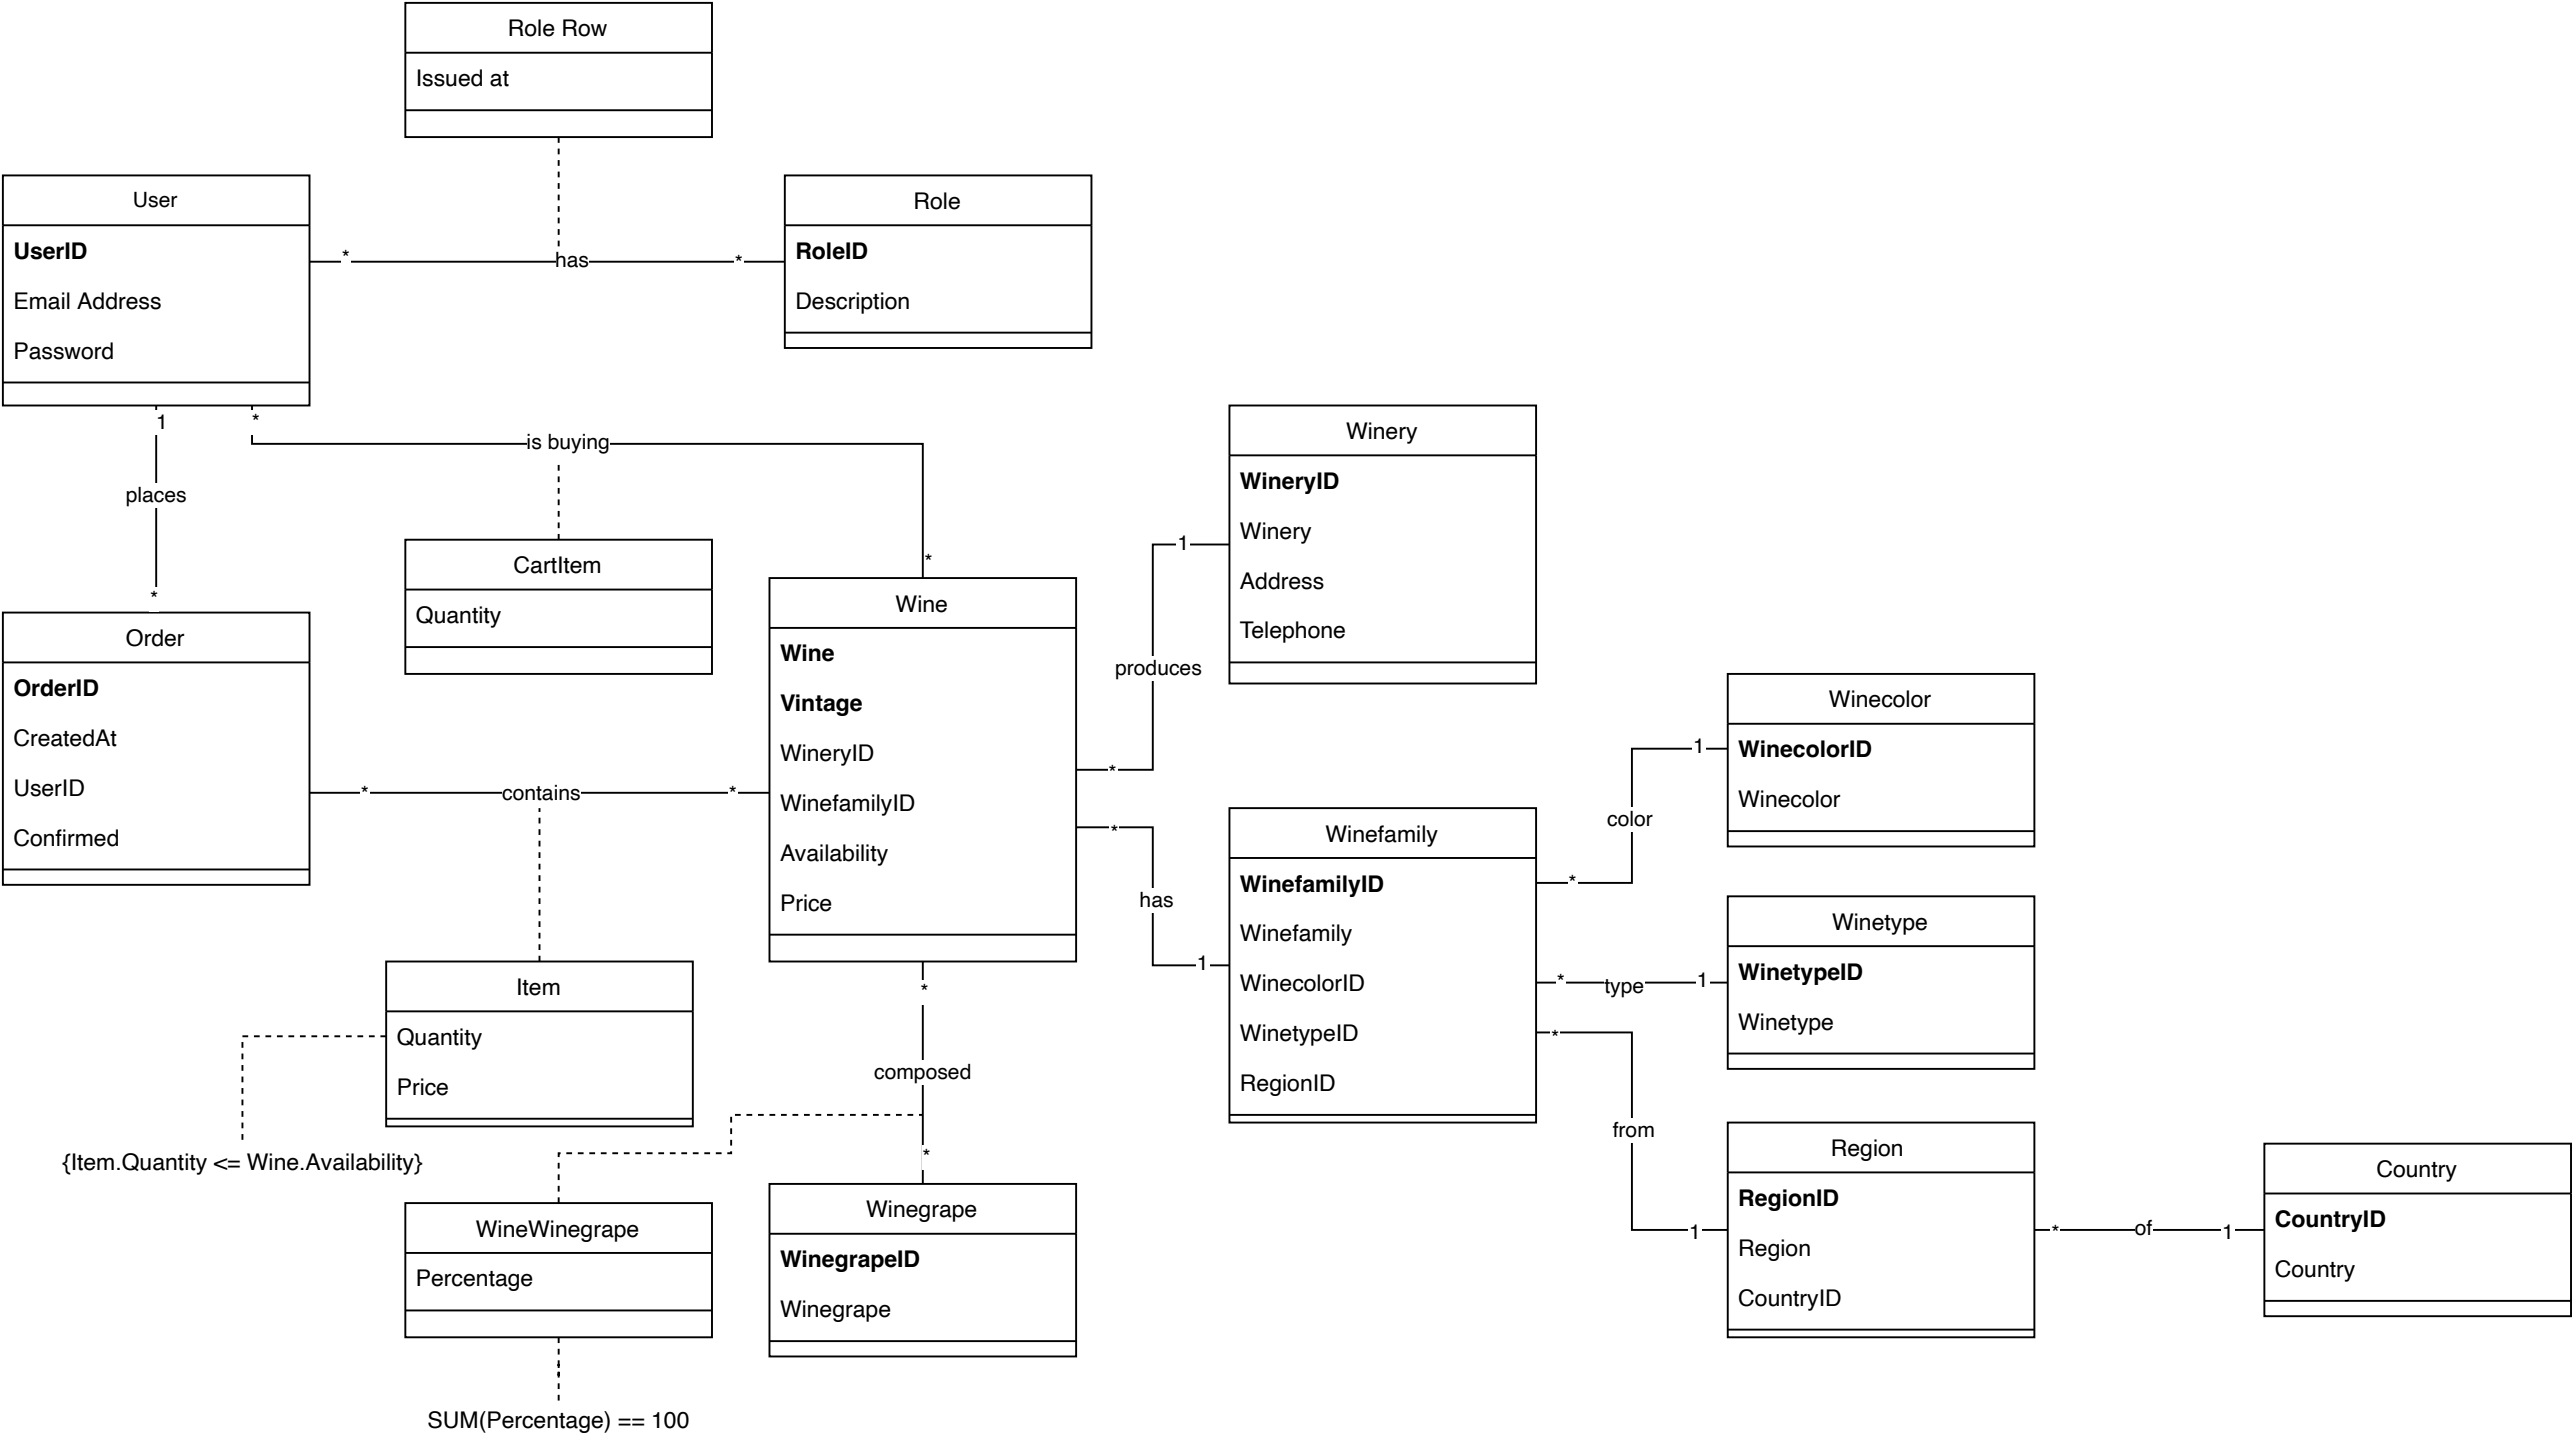 Role Row
Issued at
User
UserID
Email Address
Password
*
has
*
Role
RoleID
Description
1
places
*
*
is buying
*
CartItem
Quantity
Order
OrderID
CreatedAt
UserID
Confirmed
*
contains
*
Wine
Wine
Vintage
WineryID
WinefamilyID
Availability
Price
1
produces
*
Winery
WineryID
Winery
Address
Telephone
*
has
1
Winefamily
WinefamilyID
Winefamily
WinecolorID
WinetypeID
RegionID
1
color
*
Winecolor
WinecolorID
Winecolor
*
type
1
Winetype
WinetypeID
Winetype
*
from
1
Region
RegionID
Region
CountryID
*
of
1
Country
CountryID
Country
Item
Quantity
Price
{Item.Quantity <= Wine.Availability}
*
composed
*
WineWinegrape
Percentage
SUM(Percentage) == 100
Winegrape
WinegrapeID
Winegrape